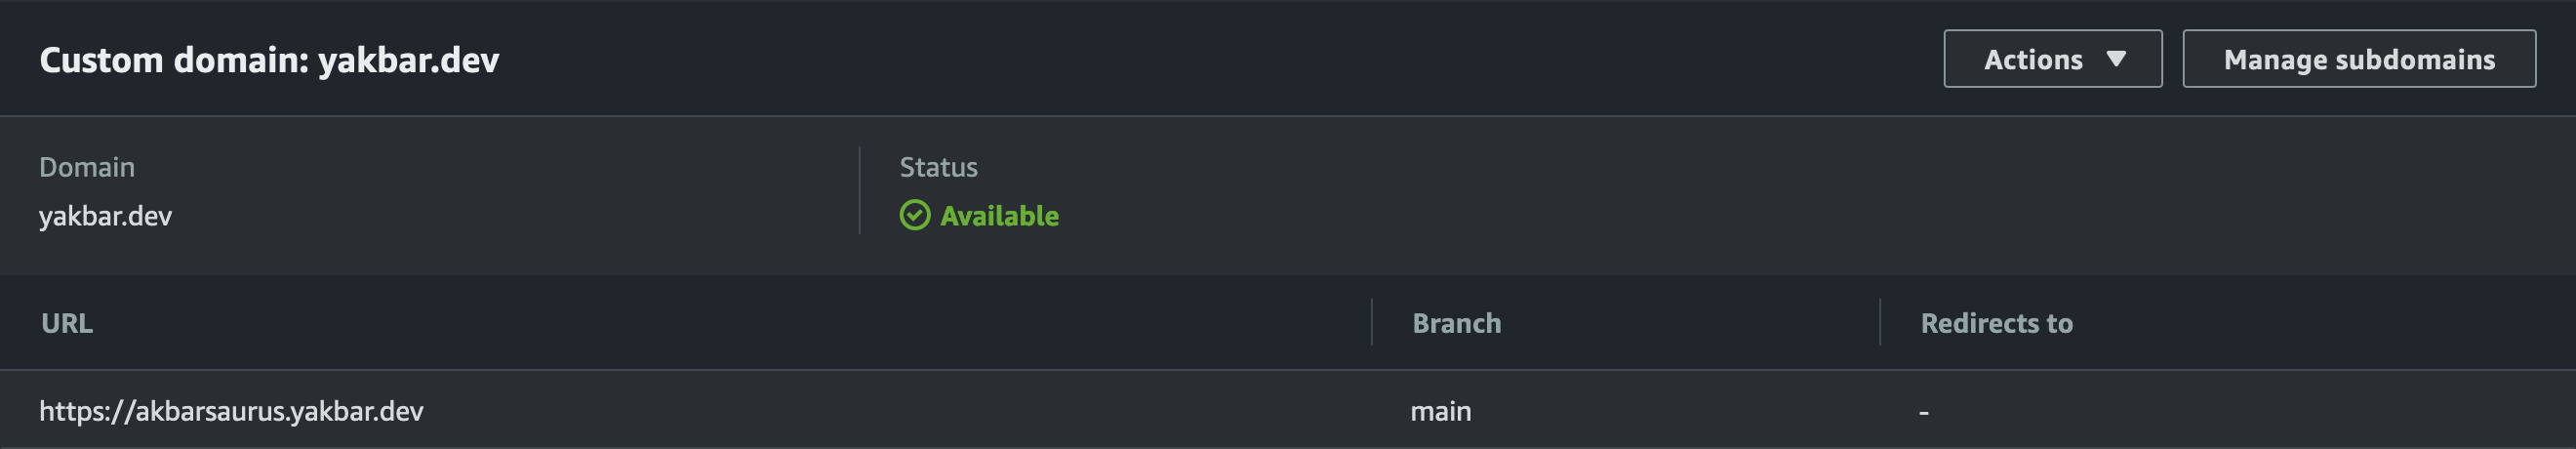 Custom domain: yakbar.dev
Actions
Manage subdomains
Domain
Status
yakbar.dev
Available
URL
Branch
Redirects to
https://akbarsaurus.yakbar.dev
main
-